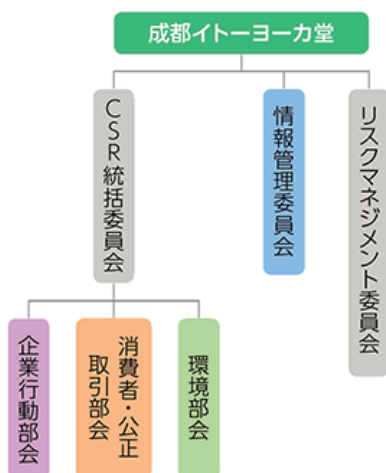 成都イトーヨーカ堂
CSR統括委員会
情報管理委員会
リスクマネジメント委員会
企業行動部会
消費者・公正
取引部会
環境部会